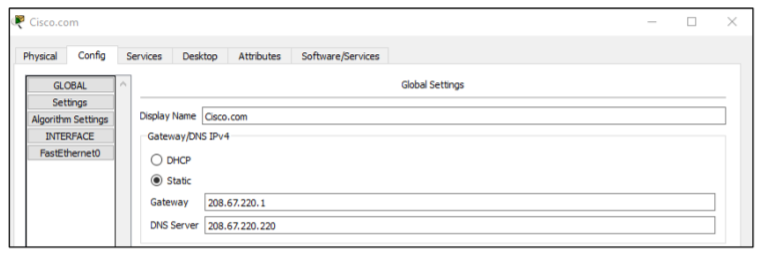 Cisco.com
Physical Config Services Desktop Attributes Software/Services
GLOBAL
Settings
Algorithm Settings
INTERFACE
FastEthernet0
Global Settings
Display Name Cisco.com
Gateway/DNS IPv4
DHCP
Static
Gateway 208.67.220.1
DNS Server 208.67.220.220